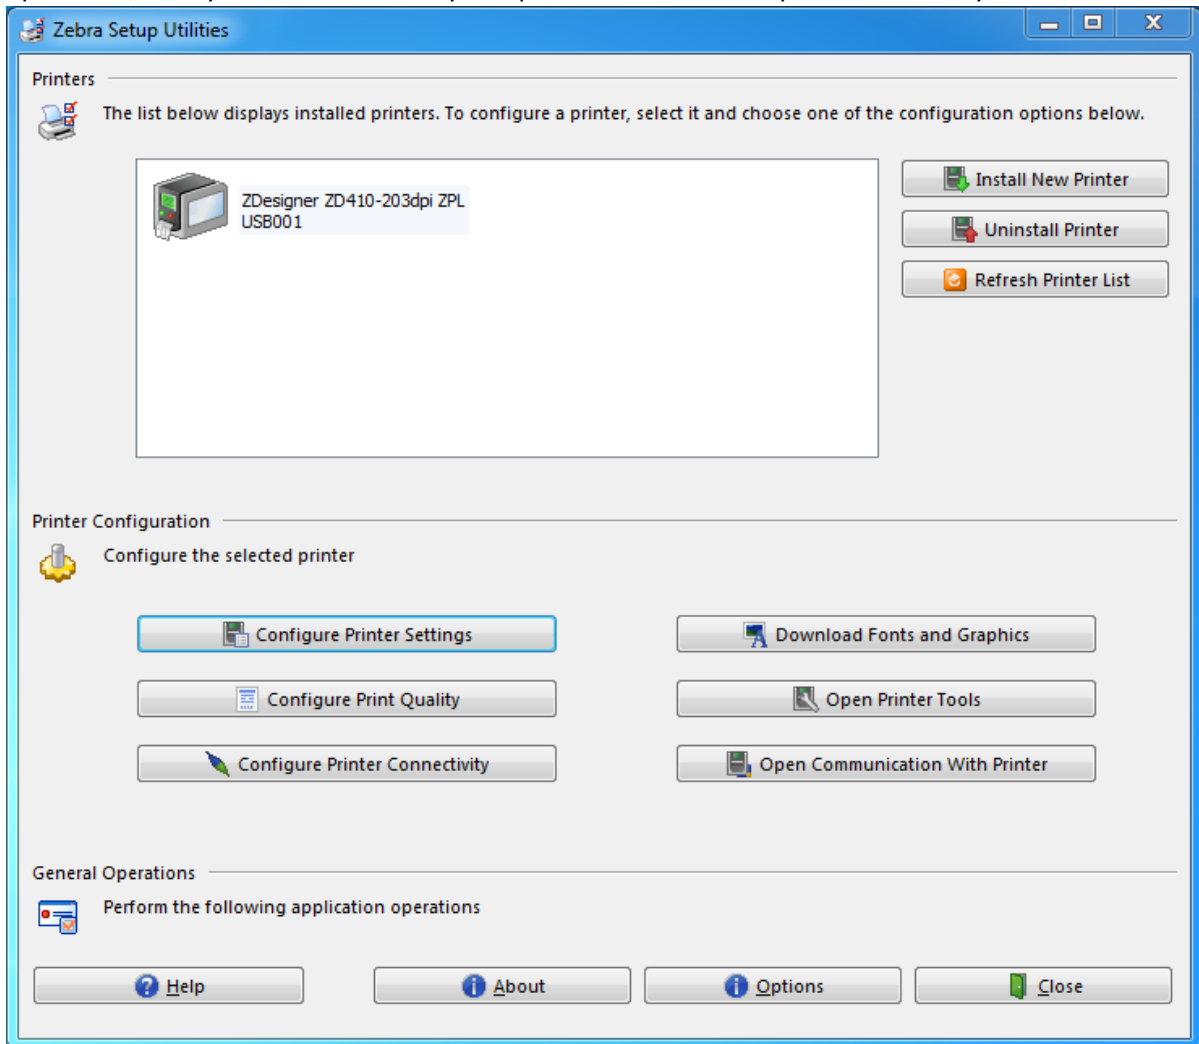 Zebra Setup Utilities
Printers
The list below displays installed printers. To configure a printer, select it and choose one of the configuration options below.
ZDesigner ZD410-203dpi ZPL
USB001
Install New Printer
Uninstall Printer
Refresh Printer List
Printer Configuration
Configure the selected printer
Configure Printer Settings
Download Fonts and Graphics
Configure Print Quality
Open Printer Tools
Configure Printer Connectivity
Open Communication With Printer
General Operations
Perform the following application operations
Help
About
Options
Close